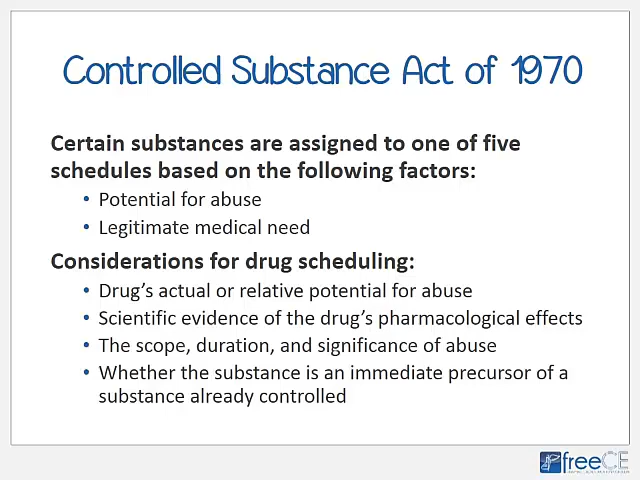 Controlled Substance Act of 1970
Certain substances are assigned to one of five
schedules based on the following factors:
• Potential for abuse
• Legitimate medical need
Considerations for drug scheduling:
• Drug's actual or relative potential for abuse
• Scientific evidence of the drug's pharmacological effects
• The scope, duration, and significance of abuse
• Whether the substance is an immediate precursor of a
substance already controlled
freeCE